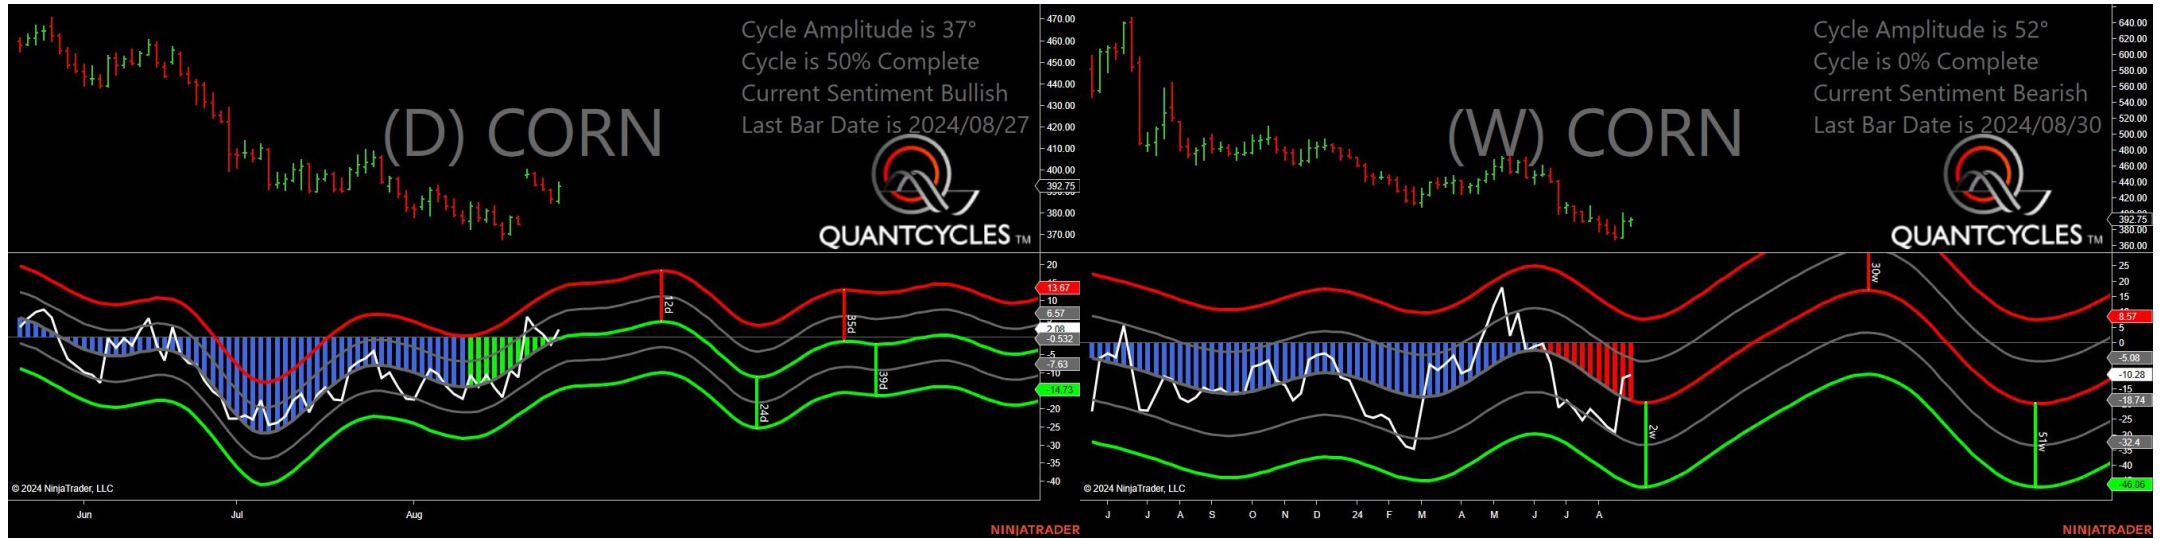 Cycle Amplitude is 37°
Cycle is 50% Complete
Current Sentiment Bullish
Last Bar Date is 2024/08/27
(D) CORN
QUANTCYCLES TM
470.00
460.00
450.00
440.00
430.00
420.00
410.00
400.00
392.75
380.00
370.00
20
13.67
10
6.57
2.08
-0.532
-5
-7.63
-10
-14.73
-20
-25
-30
-35
-40
12d
24d
35d
39d
© 2024 NinjaTrader, LLC
Jun
Jul
Aug
NINJATRADER
Cycle Amplitude is 52°
Cycle is 0% Complete
Current Sentiment Bearish
Last Bar Date is 2024/08/30
(W) CORN
QUANTCYCLES TM
640.00
620.00
600.00
580.00
560.00
540.00
520.00
500.00
480.00
460.00
440.00
420.00
392.75
380.00
360.00
25
20
15
8.57
5
0
-5.08
-10.28
-15
-18.74
-25
-32.4
-35
-40
-46.06
2w
30w
51w
© 2024 NinjaTrader, LLC
J
J
A
S
O
N
D
24
F
M
A
M
J
J
A
NINJATRADER